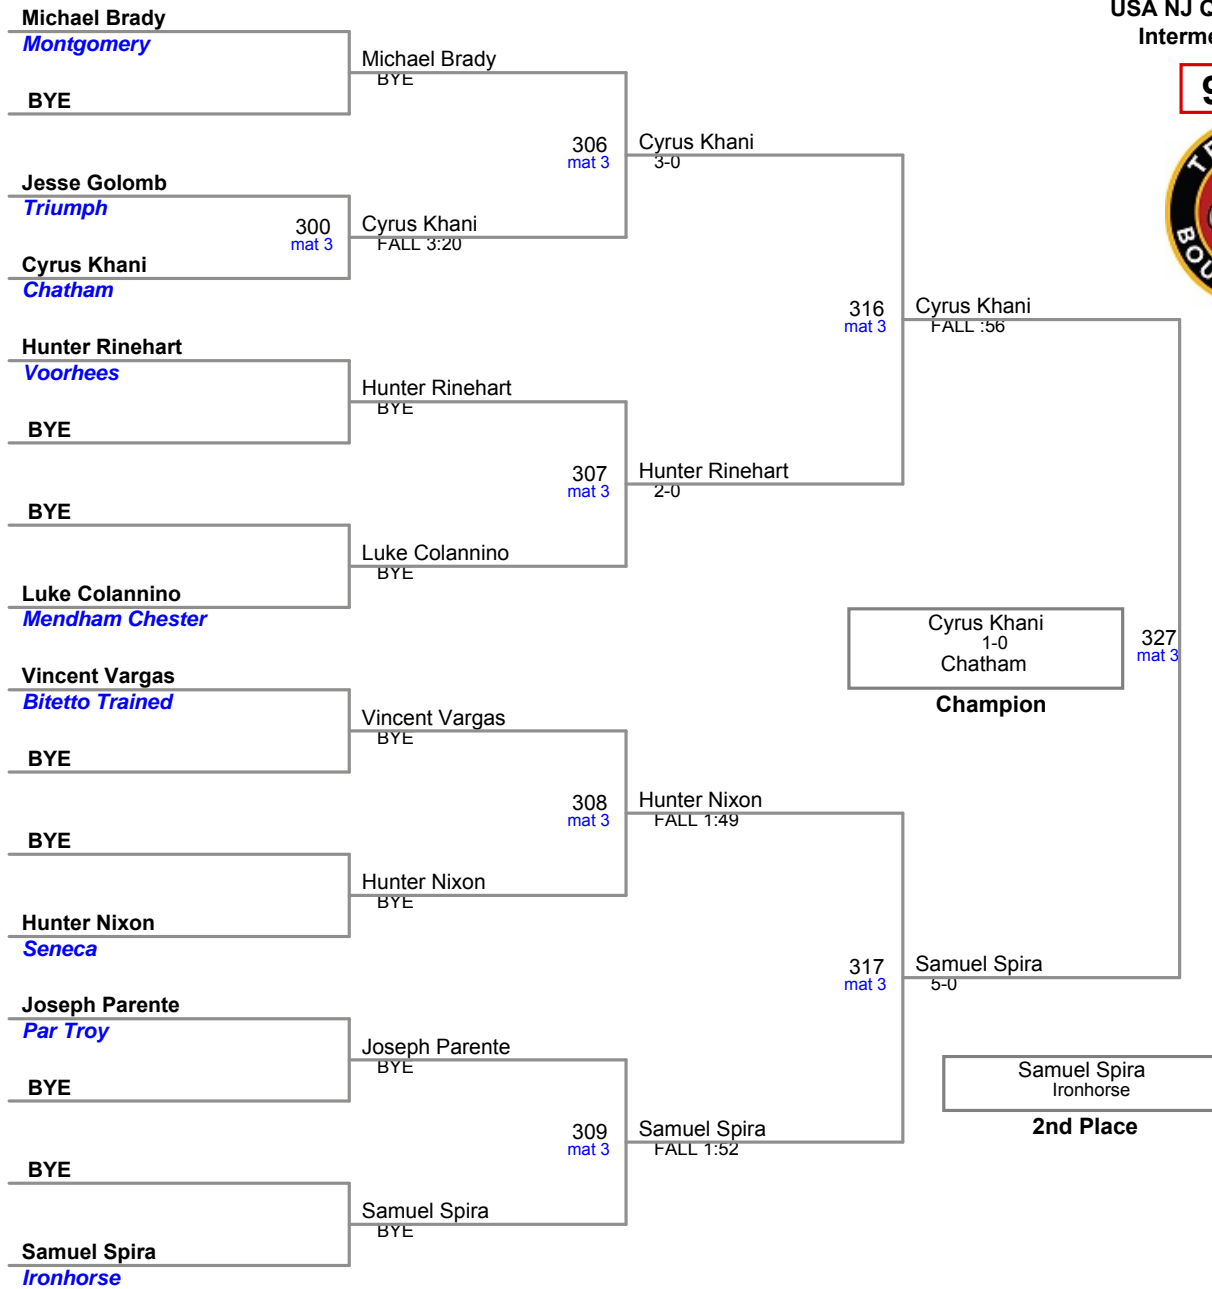 Michael Brady
Montgomery
BYE
Jesse Golomb
Triumph
Cyrus Khani
Chatham
Hunter Rinehart
Voorhees
BYE
BYE
Luke Colannino
Mendham Chester
Vincent Vargas
Bitetto Trained
BYE
BYE
Hunter Nixon
Seneca
Joseph Parente
Par Troy
BYE
BYE
Samuel Spira
Ironhorse
300
mat 3
Michael Brady
BYE
Cyrus Khani
FALL 3:20
Hunter Rinehart
BYE
Luke Colannino
BYE
Vincent Vargas
BYE
Hunter Nixon
BYE
Joseph Parente
BYE
Samuel Spira
BYE
306
mat 3
307
mat 3
308
mat 3
309
mat 3
Cyrus Khani
3-0
Hunter Rinehart
2-0
Hunter Nixon
FALL 1:49
Samuel Spira
FALL 1:52
316
mat 3
317
mat 3
Cyrus Khani
FALL :56
Samuel Spira
5-0
Cyrus Khani
1-0
Chatham
Champion
327
mat 3
Samuel Spira
Ironhorse
2nd Place
USA NJ Q
Interme
9